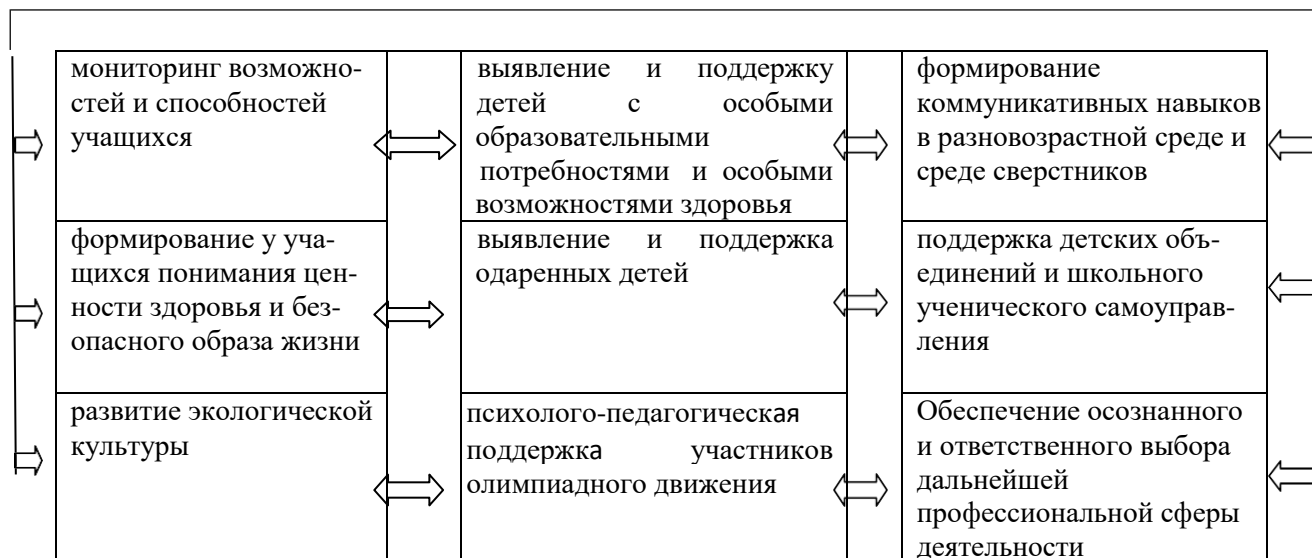 мониторинг возможно-
стей и способностей
учащихся
выявление и поддержку
детей с особыми
образовательными
потребностями и особыми
возможностями здоровья
формирование
коммуникативных навыков
в разновозрастной среде и
среде сверстников
формирование у уча-
щихся понимания цен-
ности здоровья и без-
опасного образа жизни
выявление и поддержка
одаренных детей
поддержка детских объ-
единений и школьного
ученического самоуправ-
ления
развитие экологической
культуры
психолого-педагогическая
поддержка участников
олимпиадного движения
Обеспечение осознанного
и ответственного выбора
дальнейшей
профессиональной сферы
деятельности